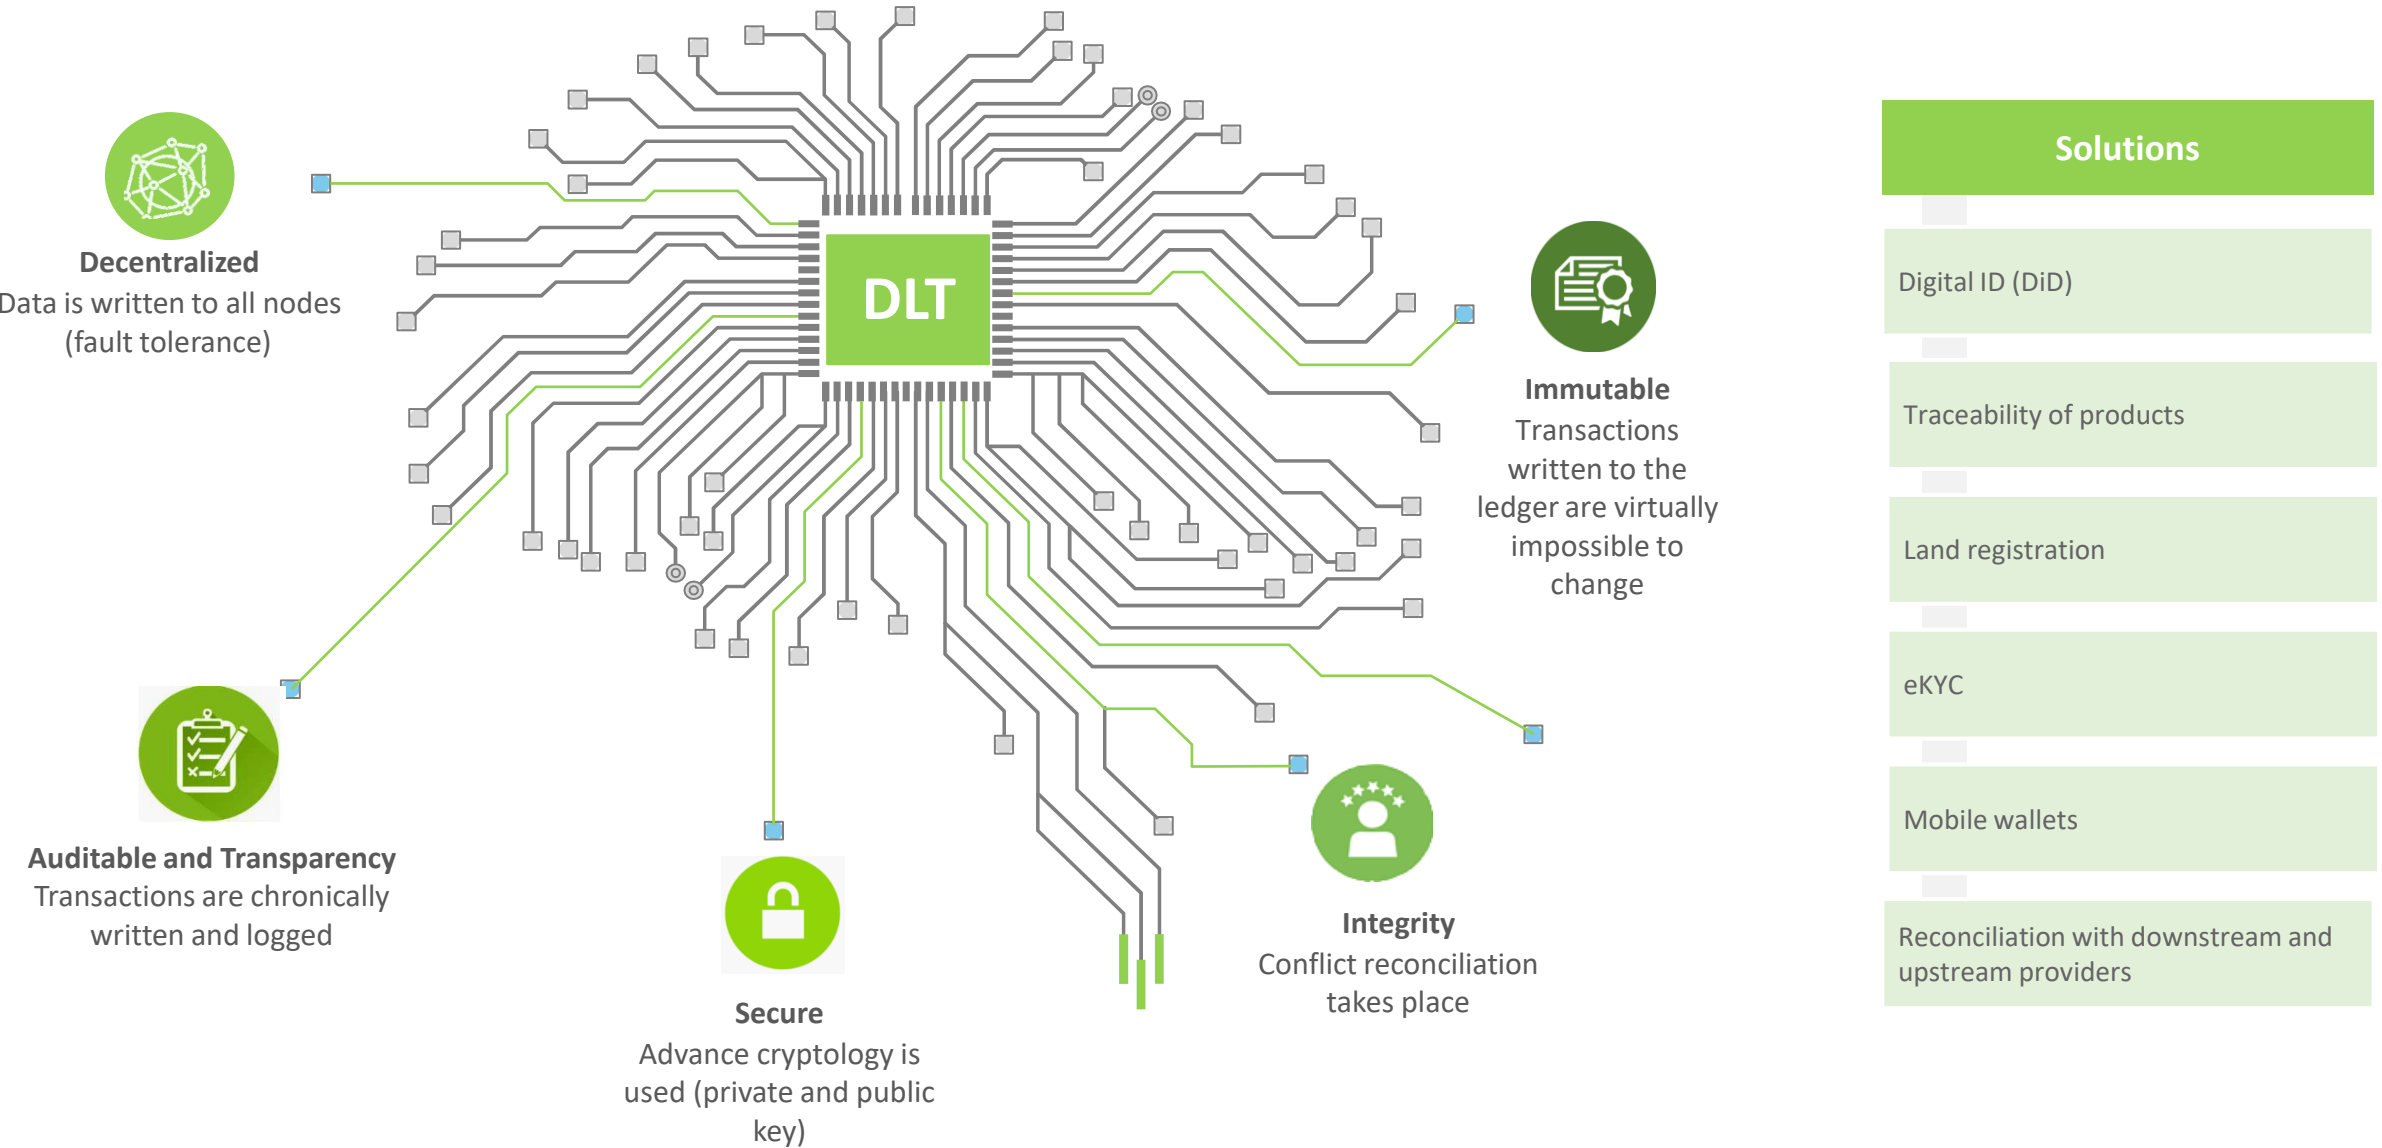 Decentralized
Data is written to all nodes
(fault tolerance)
DLT
Immutable
Transactions
written to the
ledger are virtually
impossible to
change
Auditable and Transparency
Transactions are chronically
written and logged
Secure
Advance cryptology is
used (private and public
key)
Integrity
Conflict reconciliation
takes place
Solutions
Digital ID (DiD)
Traceability of products
Land registration
eKYC
Mobile wallets
Reconciliation with downstream and
upstream providers